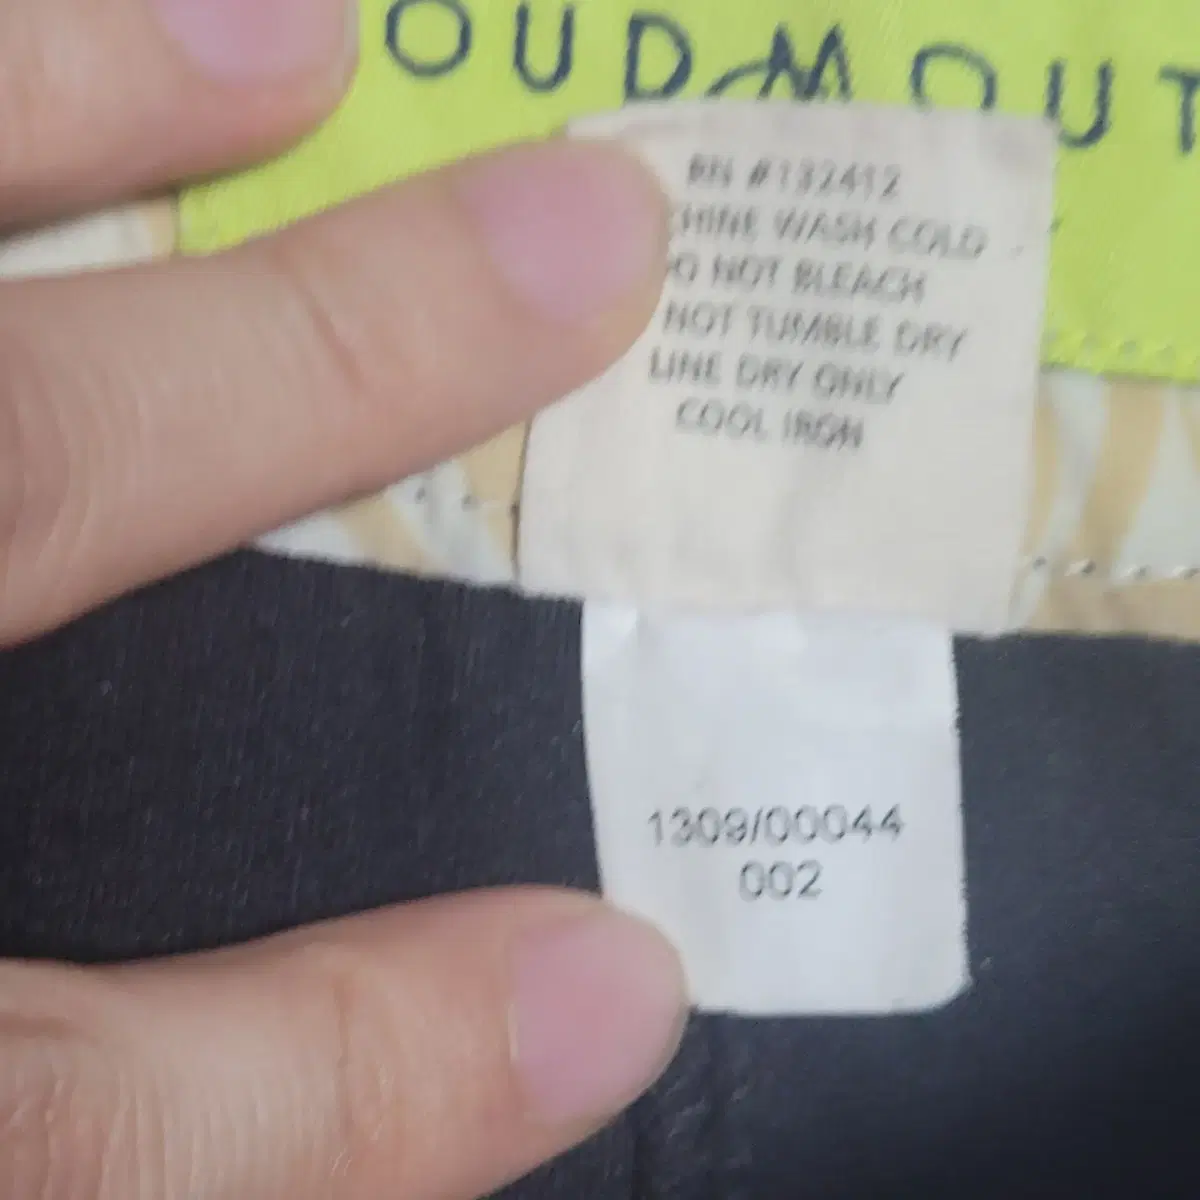 OUDMOUT
RN #132412
CHINE WASH COLD
O NOT BLEACH
NOT TUMBLE DRY
LINE DRY ONLY
COOL IRON
1309/00044
002